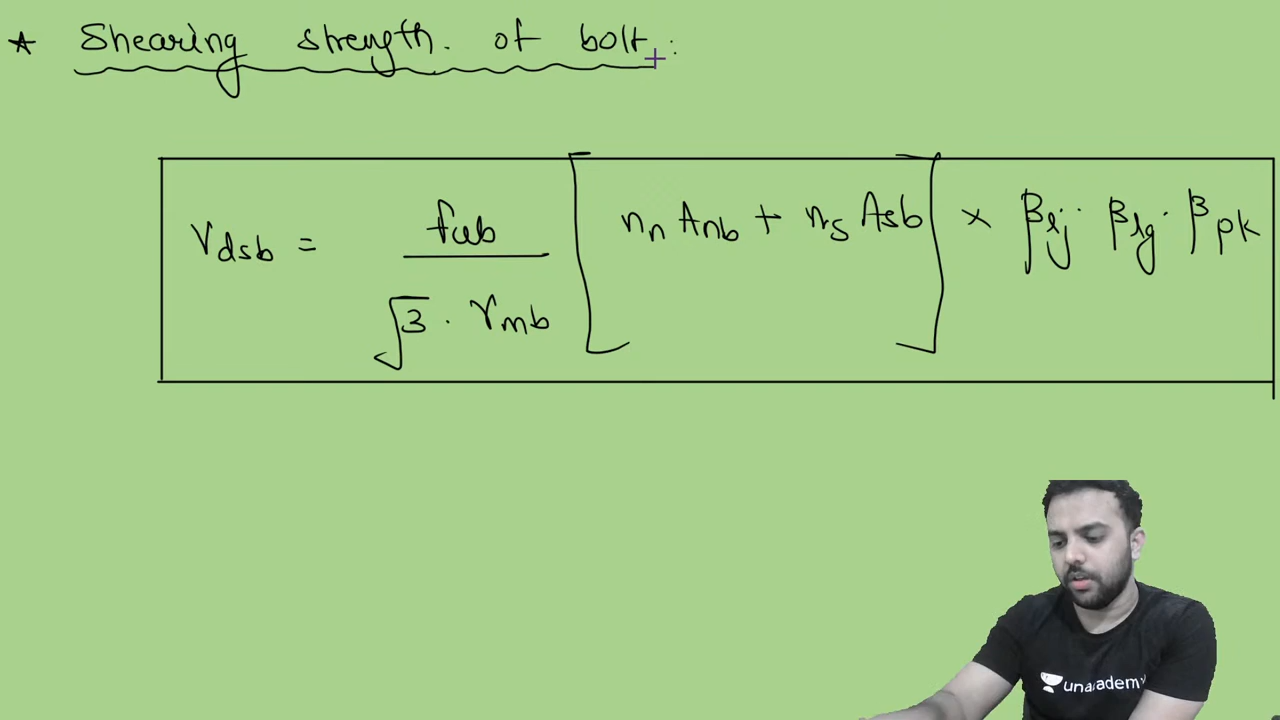 ★ Shearing strength. of bolt :
Vdsb = fub / √3 · γmb [ nn Anb + ns Asb ] × βlj · βlg · βpk
unacademy